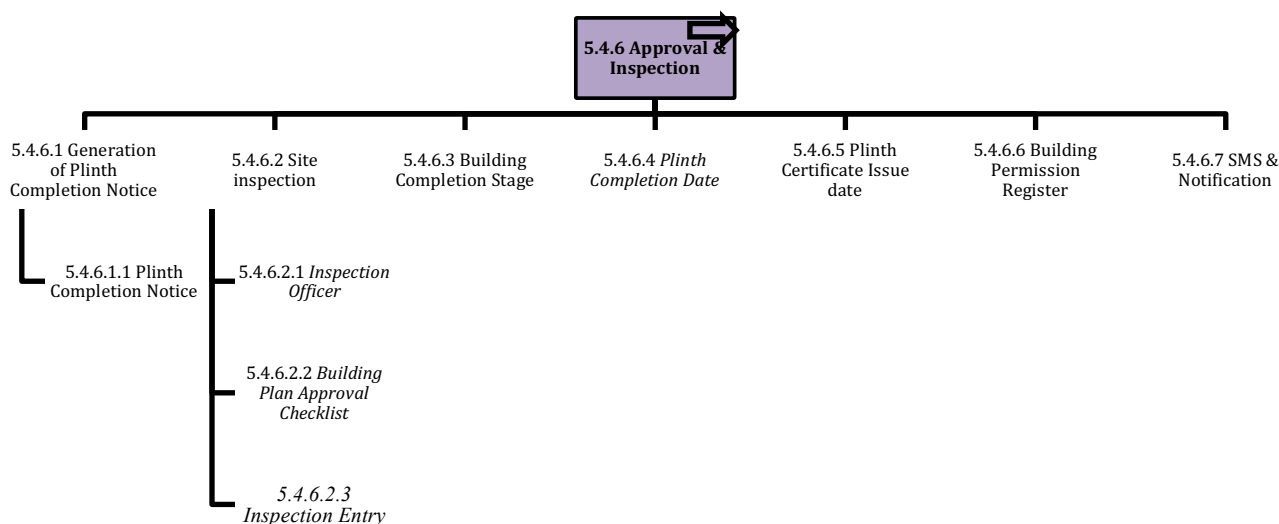 5.4.6 Approval &
Inspection
5.4.6.1 Generation
of Plinth
Completion Notice
5.4.6.2 Site
inspection
5.4.6.3 Building
Completion Stage
5.4.6.4 Plinth
Completion Date
5.4.6.5 Plinth
Certificate Issue
date
5.4.6.6 Building
Permission
Register
5.4.6.7 SMS &
Notification
5.4.6.1.1 Plinth
Completion Notice
5.4.6.2.1 Inspection
Officer
5.4.6.2.2 Building
Plan Approval
Checklist
5.4.6.2.3
Inspection Entry